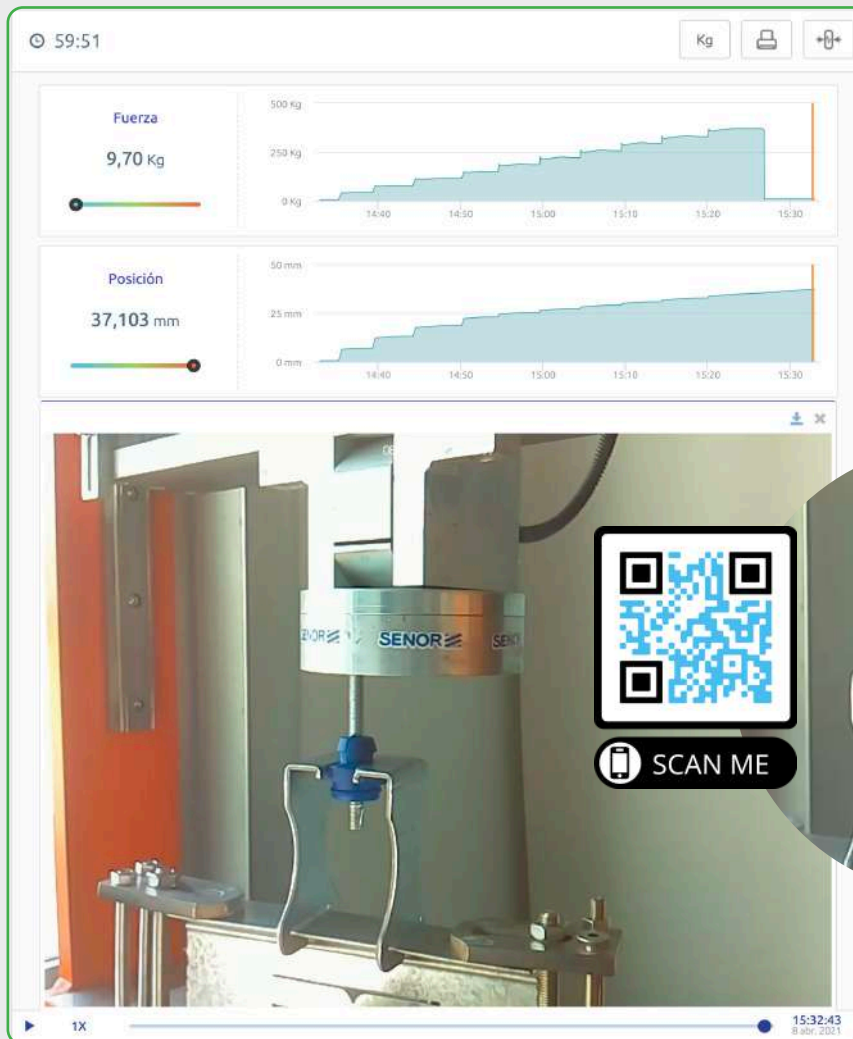 59:51
Kg
Fuerza
9,70 Kg
500 Kg
250 Kg
0 Kg
14:40
14:50
15:00
15:10
15:20
15:30
Posición
37,103 mm
50 mm
25 mm
0 mm
14:40
14:50
15:00
15:10
15:20
15:30
SENOR
SENOR
SCAN ME
1X
15:32:43
8 abr. 2021